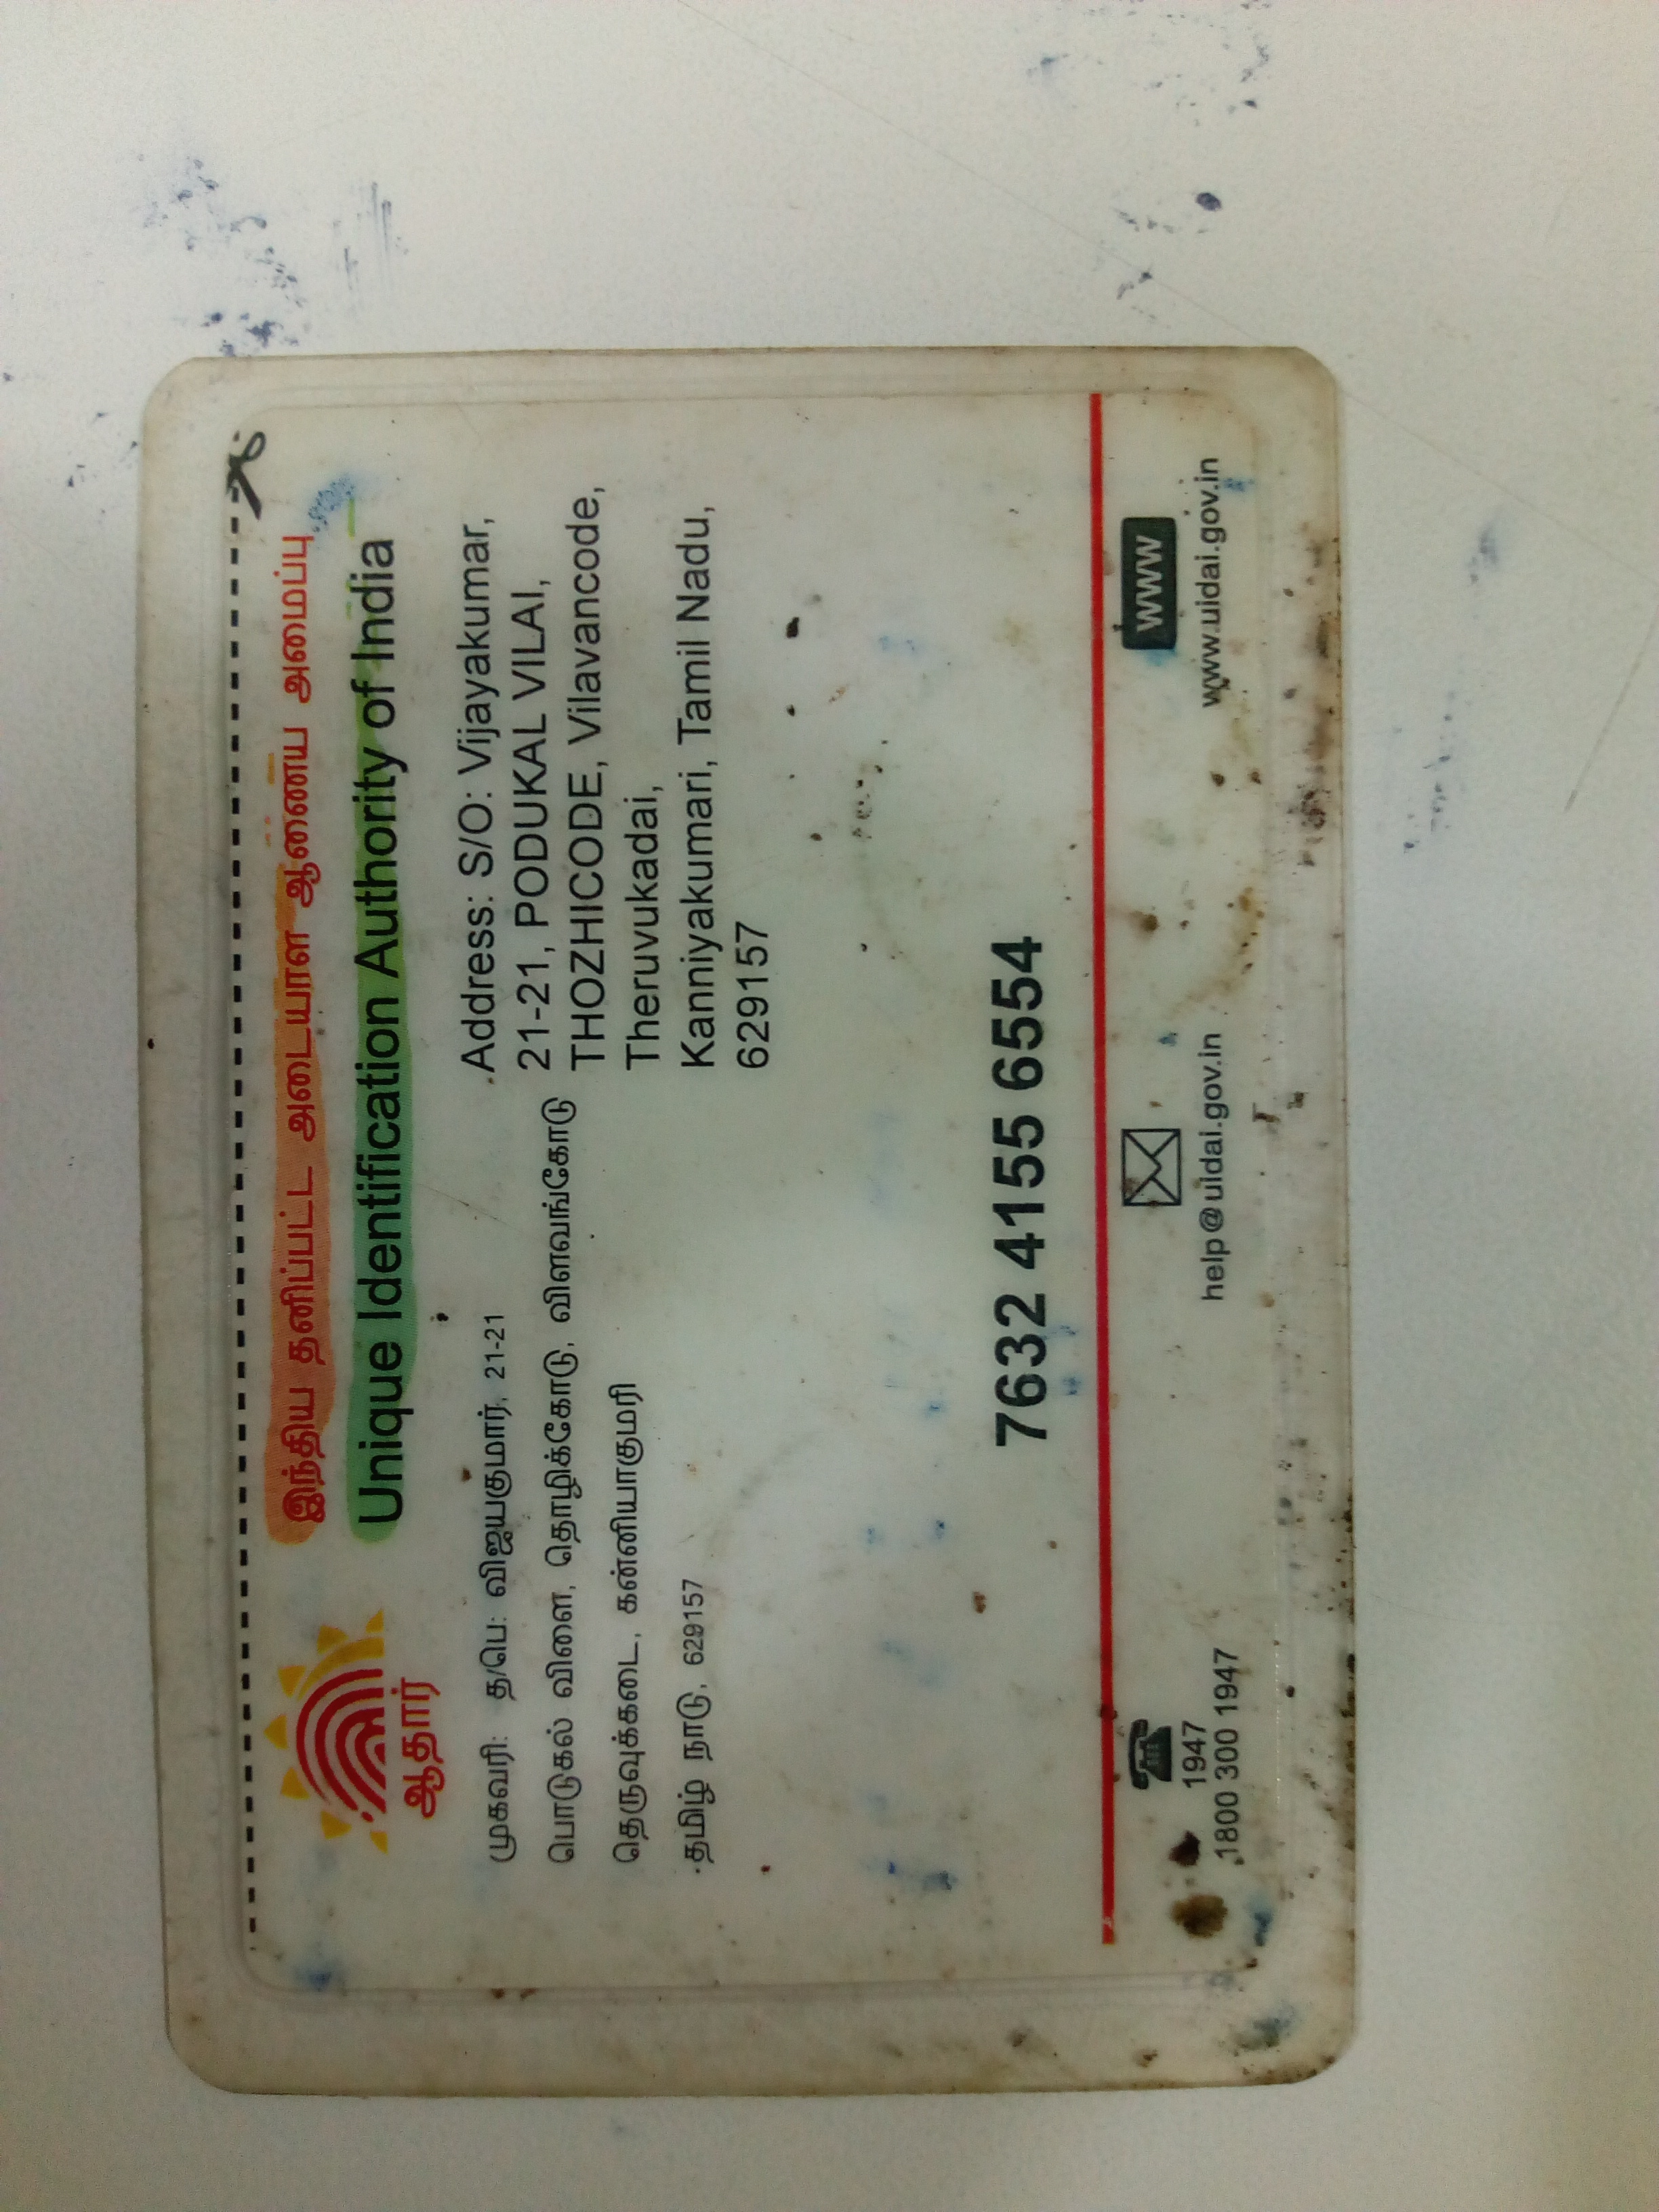 இந்திய தனிப்பட்ட அடையாள ஆணைய அமைப்பு
Unique Identification Authority of India
ஆதார்
முகவரி: த/பெ: விஜயகுமார், 21-21
பொடுகல் விளை, தொழிக்கோடு, விளவங்கோடு
தெருவுக்கடை, கன்னியாகுமரி
தமிழ் நாடு, 629157
Address: S/O: Vijayakumar,
21-21, PODUKAL VILAI,
THOZHICODE, Vilavancode,
Theruvukadai,
Kanniyakumari, Tamil Nadu,
629157
7632 4155 6554
1947
1800 300 1947
help@uidai.gov.in
WWW
www.uidai.gov.in